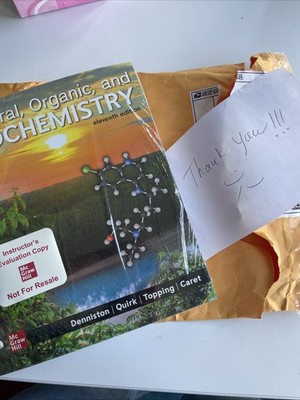 ral, Organic, and
OCHEMISTRY
eleventh edition
Instructor's
Evaluation Copy
Mc
Graw
Hill
Not For Resale
Denniston | Quirk | Topping | Caret
Mc
Graw
Hill
Thank you!!!